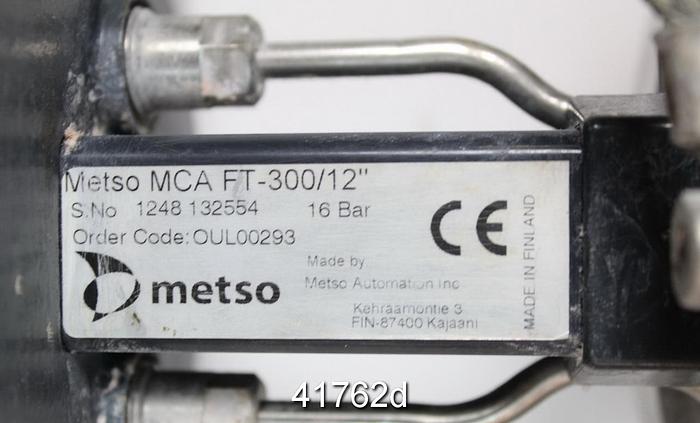 Metso MCA FT-300/12"
S.No 1248 132554 16 Bar
Order Code: OUL00293
metso
Made by
Metso Automation Inc
Kehräämöntie 3
FIN-87400 Kajaani
CE
MADE IN FINLAND
41762d